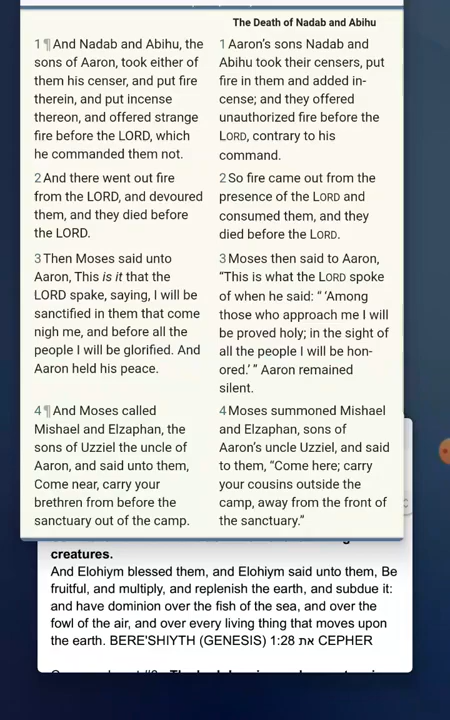 The Death of Nadab and Abihu
1 ¶ And Nadab and Abihu, the
sons of Aaron, took either of
them his censer, and put fire
therein, and put incense
thereon, and offered strange
fire before the LORD, which
he commanded them not.
2 And there went out fire
from the LORD, and devoured
them, and they died before
the LORD.
3 Then Moses said unto
Aaron, This is it that the
LORD spake, saying, I will be
sanctified in them that come
nigh me, and before all the
people I will be glorified. And
Aaron held his peace.
4 ¶ And Moses called
Mishael and Elzaphan, the
sons of Uzziel the uncle of
Aaron, and said unto them,
Come near, carry your
brethren from before the
sanctuary out of the camp.
1 Aaron’s sons Nadab and
Abihu took their censers, put
fire in them and added in-
cense; and they offered
unauthorized fire before the
LORD, contrary to his
command.
2 So fire came out from the
presence of the LORD and
consumed them, and they
died before the LORD.
3 Moses then said to Aaron,
“This is what the LORD spoke
of when he said: “ ‘Among
those who approach me I will
be proved holy; in the sight of
all the people I will be hon-
ored.’ ” Aaron remained
silent.
4 Moses summoned Mishael
and Elzaphan, sons of
Aaron’s uncle Uzziel, and said
to them, “Come here; carry
your cousins outside the
camp, away from the front of
the sanctuary.”
creatures.
And Elohiym blessed them, and Elohiym said unto them, Be
fruitful, and multiply, and replenish the earth, and subdue it:
and have dominion over the fish of the sea, and over the
fowl of the air, and over every living thing that moves upon
the earth. BERE'SHIYTH (GENESIS) 1:28 את CEPHER